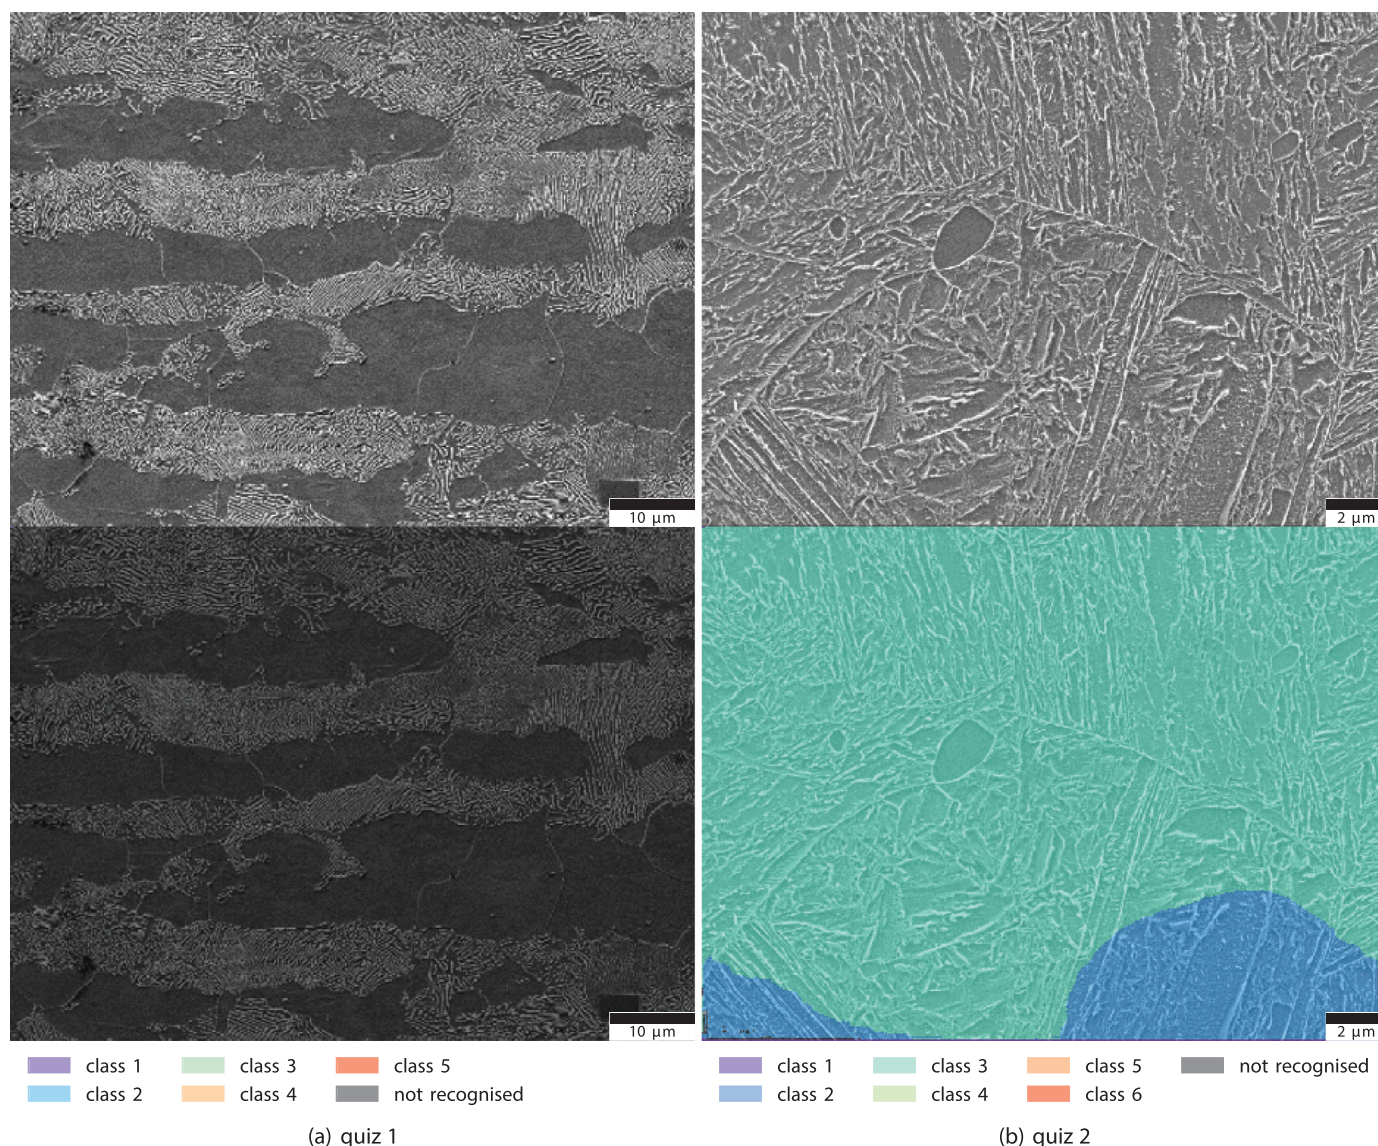 10 μm
2 μm
10 μm
2 μm
class 1
class 3
class 5
class 2
class 4
not recognised
class 1
class 3
class 5
not recognised
class 2
class 4
class 6
(a) quiz 1
(b) quiz 2